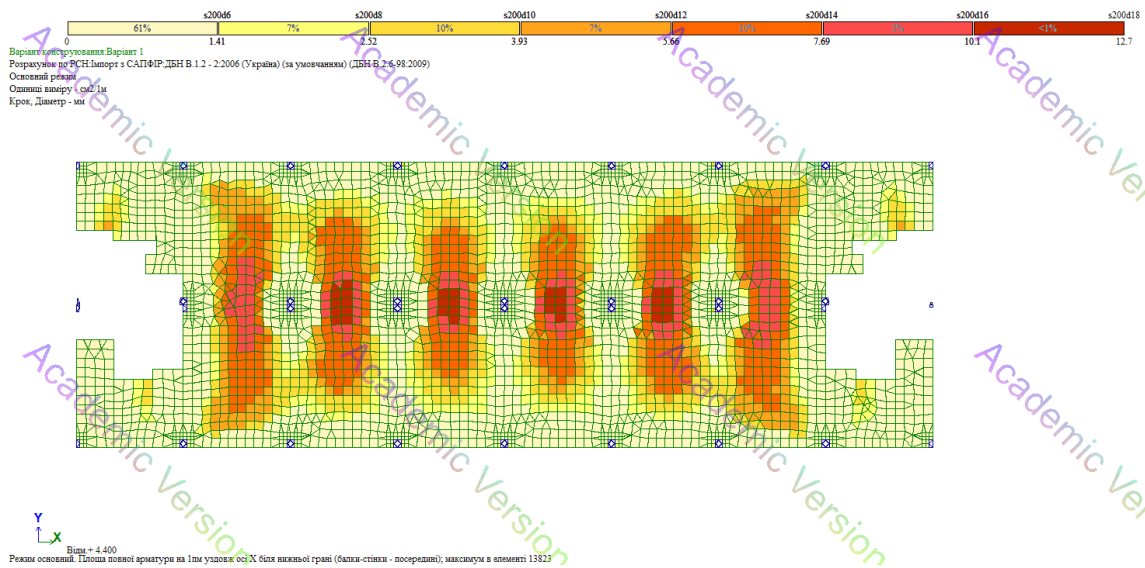 s200d6 s200d8 s200d10 s200d12 s200d14 s200d16 s200d18
61% 7% 10% 7% 10% <1%
0 1.41 2.52 3.93 5.66 7.69 10.1 12.7
Варіант конструювання:Варіант 1
Розрахунок по РСН:Імпорт з САПФІР:ДБН В.1.2 - 2:2006 (Україна) (за умовчанням) (ДБН В.2.6-98:2009)
Основний режим
Одиниці виміру - см2/1м
Крок, Діаметр - мм
Academic Version
Academic Version
Academic Version
Academic Version
Academic Version
Academic Version
Academic Version
Academic Version
Y
X
Відм.+ 4.400
Режим основний. Площа повної арматури на 1пм уздовж осі X біля нижньої грані (балки-стінки - посередині); максимум в елементі 13823